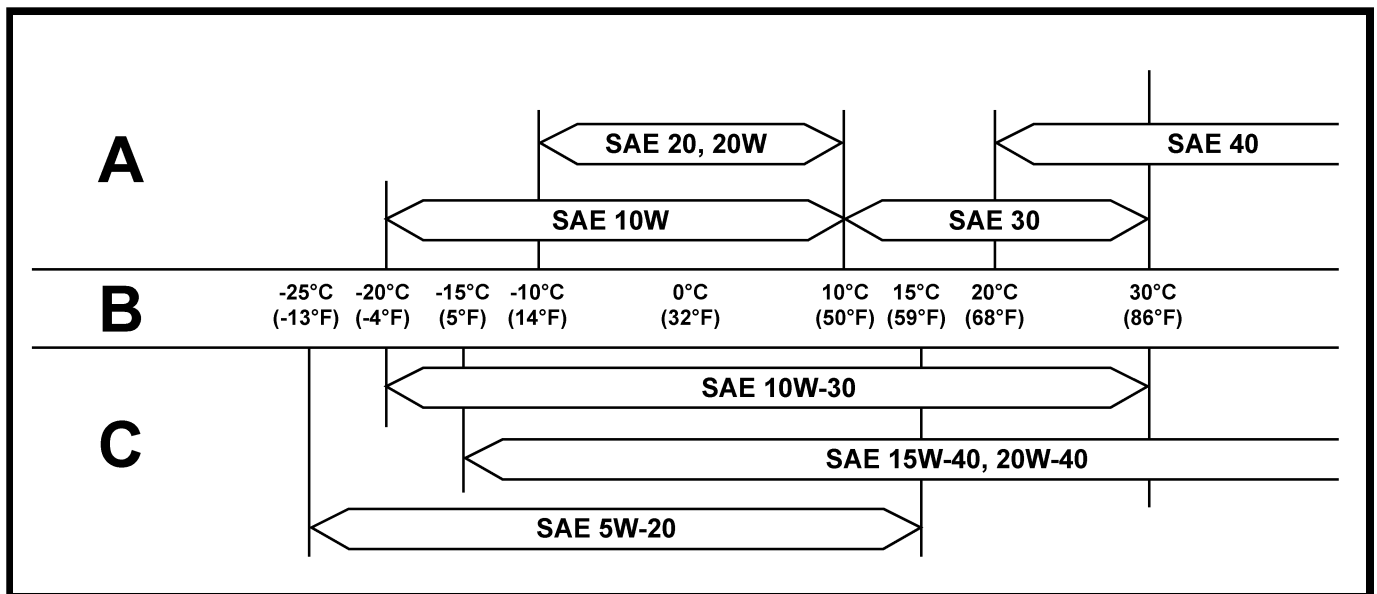 A
SAE 20, 20W
SAE 40
SAE 10W
SAE 30
B
-25°C -20°C -15°C -10°C 0°C 10°C 15°C 20°C 30°C
(-13°F) (-4°F) (5°F) (14°F) (32°F) (50°F) (59°F) (68°F) (86°F)
C
SAE 10W-30
SAE 15W-40, 20W-40
SAE 5W-20